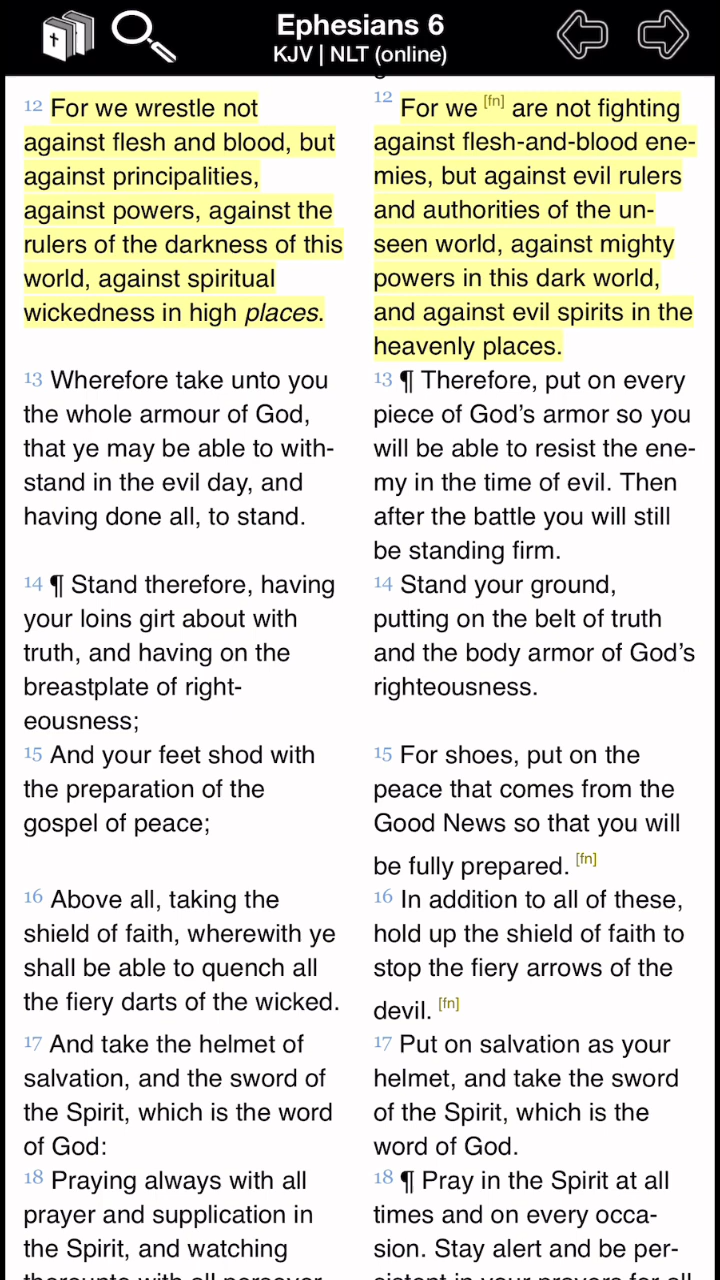 Ephesians 6
KJV | NLT (online)
12 For we wrestle not
against flesh and blood, but
against principalities,
against powers, against the
rulers of the darkness of this
world, against spiritual
wickedness in high places.
13 Wherefore take unto you
the whole armour of God,
that ye may be able to with-
stand in the evil day, and
having done all, to stand.
14 ¶ Stand therefore, having
your loins girt about with
truth, and having on the
breastplate of right-
eousness;
15 And your feet shod with
the preparation of the
gospel of peace;
16 Above all, taking the
shield of faith, wherewith ye
shall be able to quench all
the fiery darts of the wicked.
17 And take the helmet of
salvation, and the sword of
the Spirit, which is the word
of God:
18 Praying always with all
prayer and supplication in
the Spirit, and watching
thereunto with all persever-
12 For we [fn] are not fighting
against flesh-and-blood ene-
mies, but against evil rulers
and authorities of the un-
seen world, against mighty
powers in this dark world,
and against evil spirits in the
heavenly places.
13 ¶ Therefore, put on every
piece of God’s armor so you
will be able to resist the ene-
my in the time of evil. Then
after the battle you will still
be standing firm.
14 Stand your ground,
putting on the belt of truth
and the body armor of God’s
righteousness.
15 For shoes, put on the
peace that comes from the
Good News so that you will
be fully prepared. [fn]
16 In addition to all of these,
hold up the shield of faith to
stop the fiery arrows of the
devil. [fn]
17 Put on salvation as your
helmet, and take the sword
of the Spirit, which is the
word of God.
18 ¶ Pray in the Spirit at all
times and on every occa-
sion. Stay alert and be per-
sistent in your prayers for all